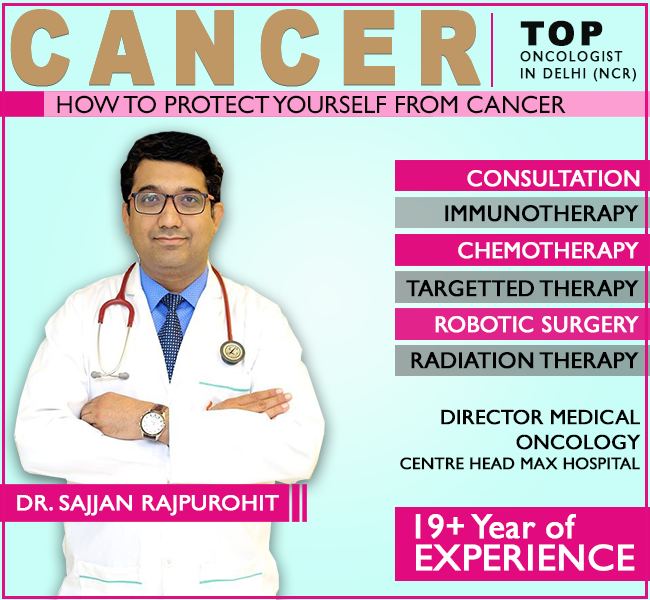 CANCER
TOP
ONCOLOGIST
IN DELHI (NCR)
HOW TO PROTECT YOURSELF FROM CANCER
CONSULTATION
IMMUNOTHERAPY
CHEMOTHERAPY
TARGETTED THERAPY
ROBOTIC SURGERY
RADIATION THERAPY
DIRECTOR MEDICAL
ONCOLOGY
CENTRE HEAD MAX HOSPITAL
DR. SAJJAN RAJPUROHIT
19+ Year of
EXPERIENCE